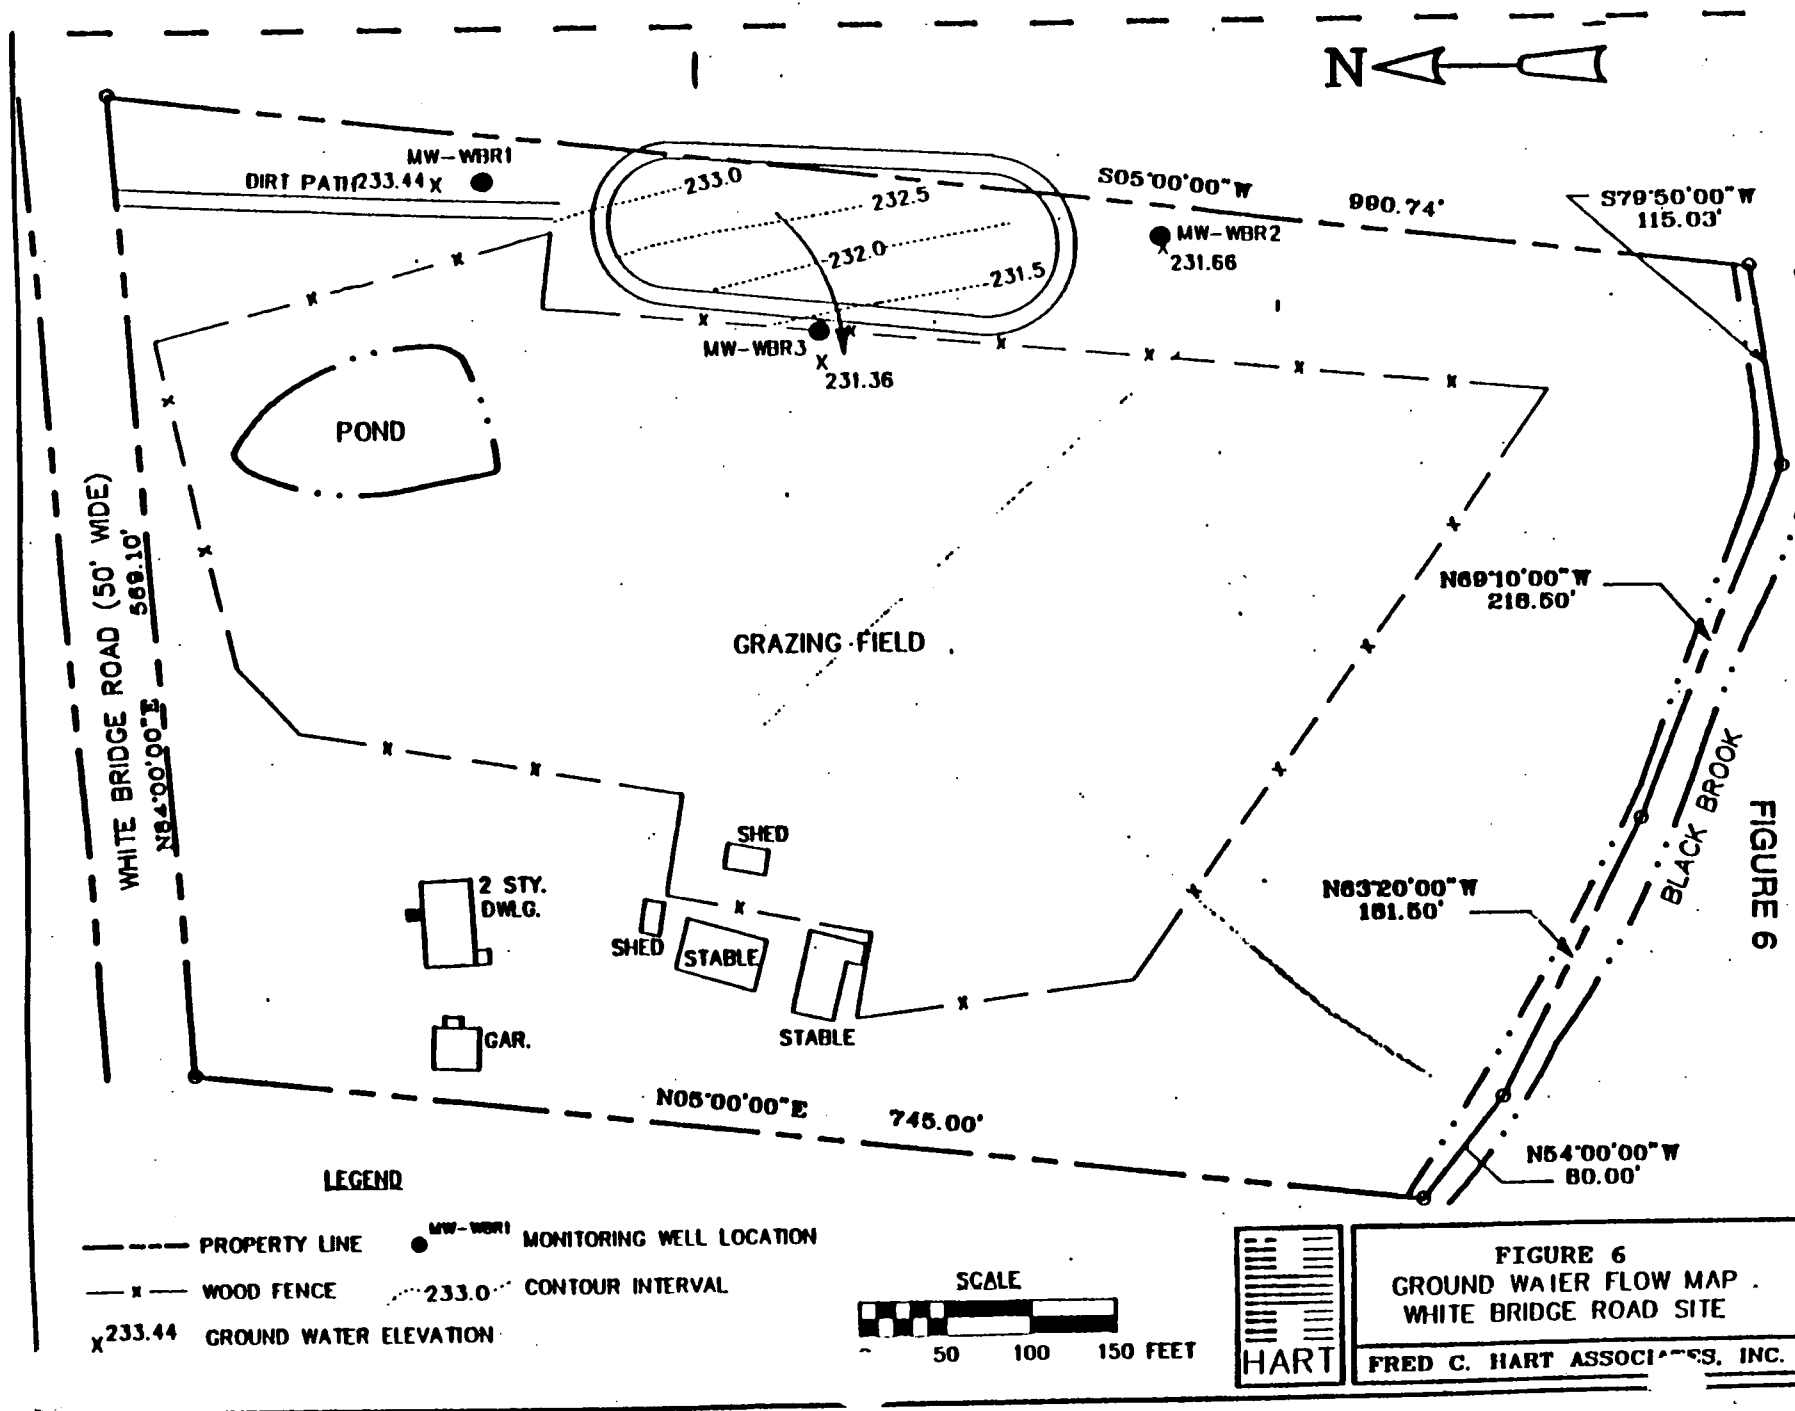 N
MW-WBR1
DIRT PATH 233.44 x
233.0
232.5
232.0
231.5
S05°00'00"W
990.74'
S79°50'00"W
115.03'
MW-WBR2
x
231.66
MW-WBR3
x
231.36
POND
WHITE BRIDGE ROAD (50' WIDE)
569.10'
N84°00'00"E
GRAZING FIELD
N69°10'00"W
218.50'
BLACK BROOK
FIGURE 6
SHED
2 STY.
DWLG.
SHED
STABLE
STABLE
GAR.
N63°20'00"W
181.50'
N05°00'00"E
745.00'
N54°00'00"W
80.00'
LEGEND
PROPERTY LINE
MW-WBR1 MONITORING WELL LOCATION
x WOOD FENCE
233.0 CONTOUR INTERVAL
x 233.44 GROUND WATER ELEVATION
SCALE
0 50 100 150 FEET
HART
FIGURE 6
GROUND WATER FLOW MAP
WHITE BRIDGE ROAD SITE
FRED C. HART ASSOCIATES, INC.